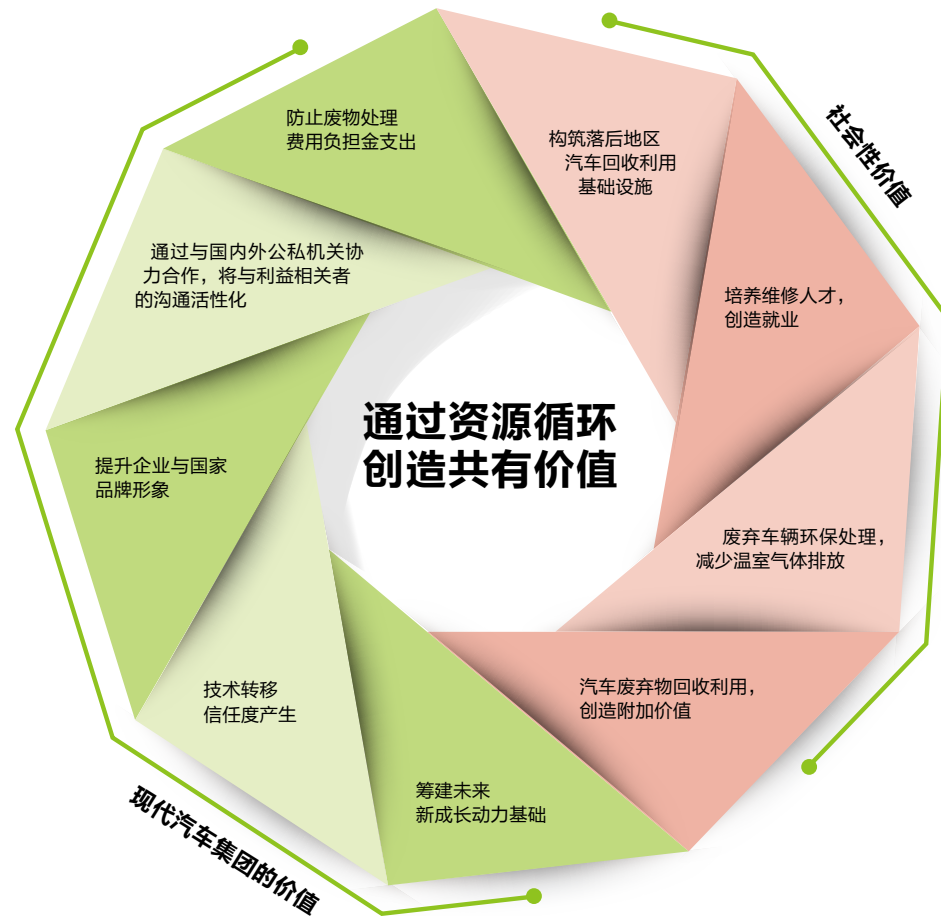 防止废物处理
费用负担金支出
构筑落后地区
汽车回收利用
基础设施
社会性价值
通过与国内外公私机关协
力合作，将与利益相关者
的沟通活性化
培养维修人才，
创造就业
通过资源循环
创造共有价值
提升企业与国家
品牌形象
废弃车辆环保处理，
减少温室气体排放
技术转移
信任度产生
汽车废弃物回收利用，
创造附加价值
筹建未来
新成长动力基础
现代汽车集团的价值